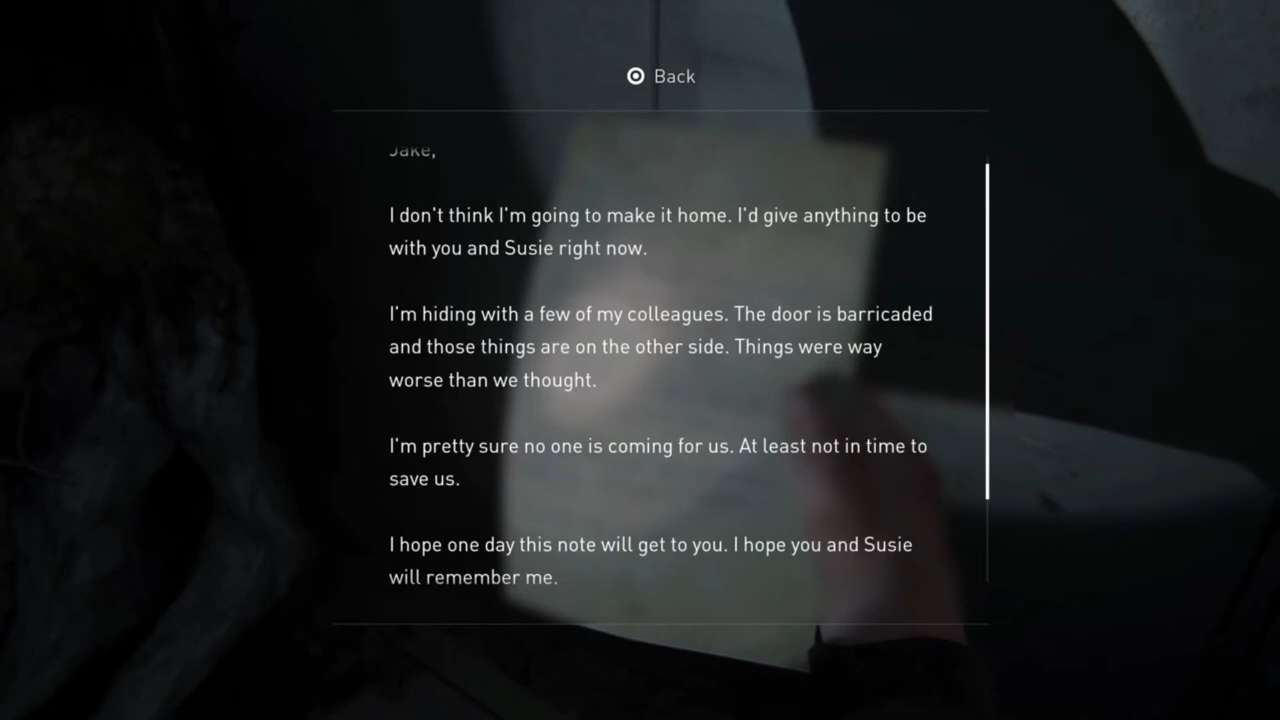 Back
Jake,
I don't think I'm going to make it home. I'd give anything to be
with you and Susie right now.
I'm hiding with a few of my colleagues. The door is barricaded
and those things are on the other side. Things were way
worse than we thought.
I'm pretty sure no one is coming for us. At least not in time to
save us.
I hope one day this note will get to you. I hope you and Susie
will remember me.